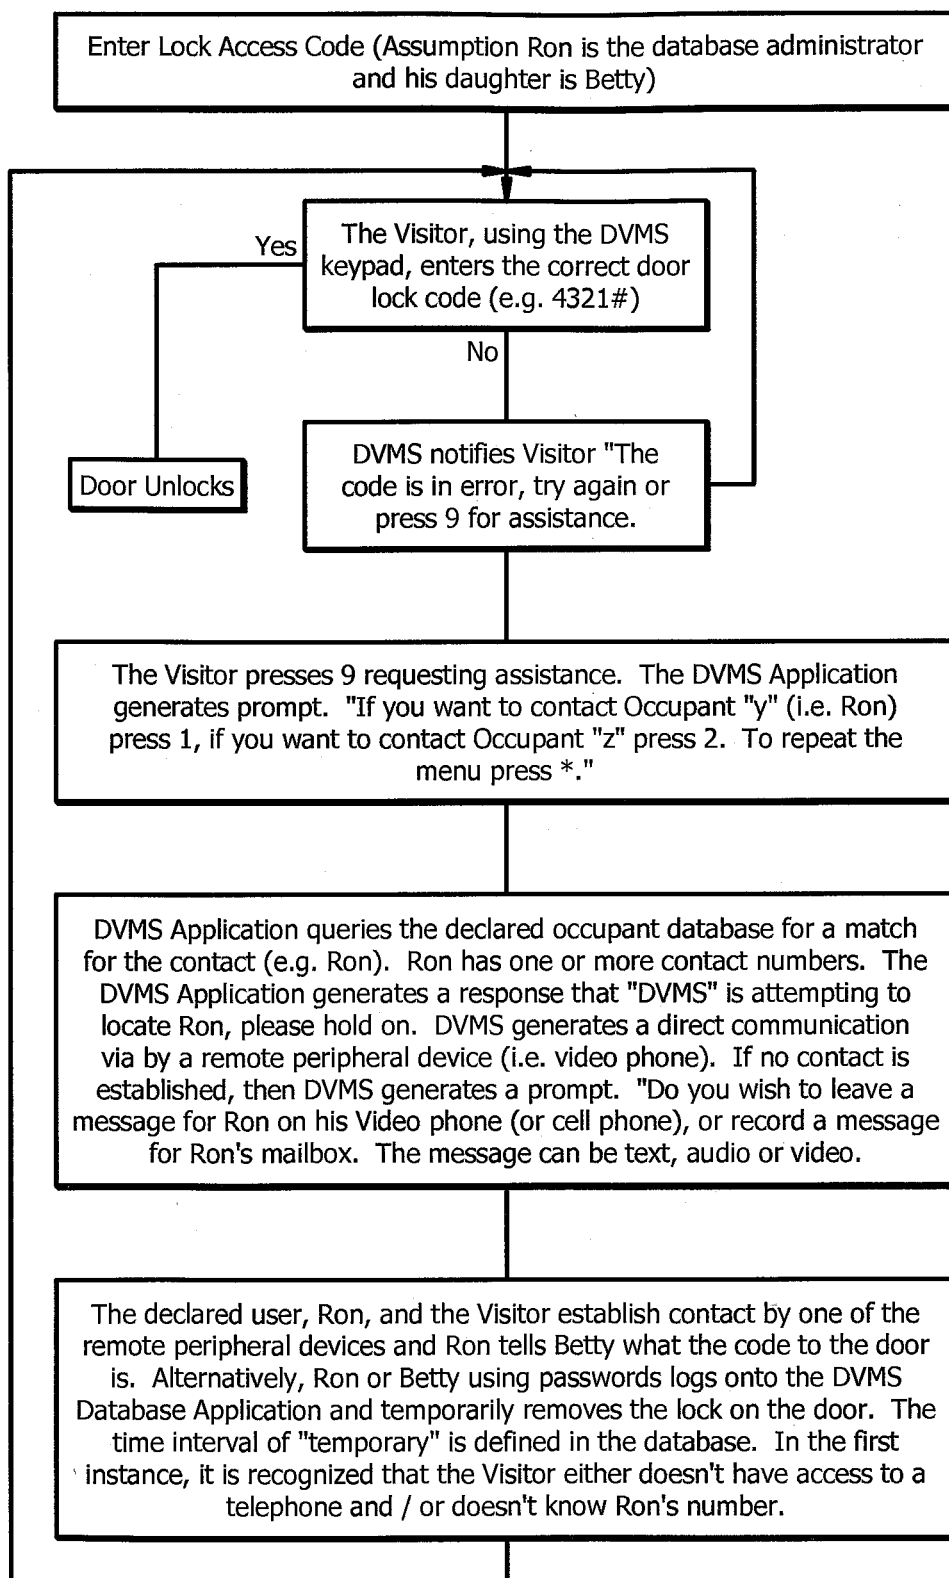 Enter Lock Access Code (Assumption Ron is the database administrator
and his daughter is Betty)
Yes
The Visitor, using the DVMS
keypad, enters the correct door
lock code (e.g. 4321#)
No
Door Unlocks
DVMS notifies Visitor "The
code is in error, try again or
press 9 for assistance.
The Visitor presses 9 requesting assistance. The DVMS Application
generates prompt. "If you want to contact Occupant "y" (i.e. Ron)
press 1, if you want to contact Occupant "z" press 2. To repeat the
menu press *."
DVMS Application queries the declared occupant database for a match
for the contact (e.g. Ron). Ron has one or more contact numbers. The
DVMS Application generates a response that "DVMS" is attempting to
locate Ron, please hold on. DVMS generates a direct communication
via by a remote peripheral device (i.e. video phone). If no contact is
established, then DVMS generates a prompt. "Do you wish to leave a
message for Ron on his Video phone (or cell phone), or record a message
for Ron's mailbox. The message can be text, audio or video.
The declared user, Ron, and the Visitor establish contact by one of the
remote peripheral devices and Ron tells Betty what the code to the door
is. Alternatively, Ron or Betty using passwords logs onto the DVMS
Database Application and temporarily removes the lock on the door. The
time interval of "temporary" is defined in the database. In the first
instance, it is recognized that the Visitor either doesn't have access to a
telephone and / or doesn't know Ron's number.